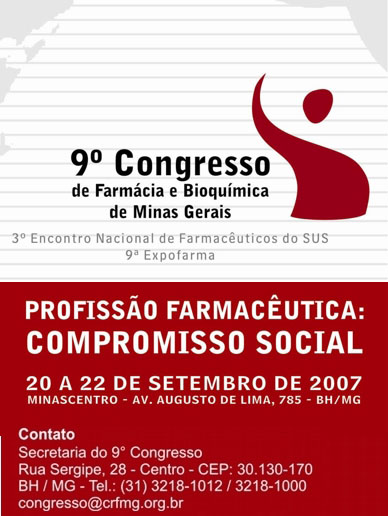 9º Congresso
de Farmácia e Bioquímica
de Minas Gerais
3º Encontro Nacional de Farmacêuticos do SUS
9ª Expofarma
PROFISSÃO FARMACÊUTICA:
COMPROMISSO SOCIAL
20 A 22 DE SETEMBRO DE 2007
MINASCENTRO - AV. AUGUSTO DE LIMA, 785 - BH/MG
Contato
Secretaria do 9° Congresso
Rua Sergipe, 28 - Centro - CEP: 30.130-170
BH / MG - Tel.: (31) 3218-1012 / 3218-1000
congresso@crfmg.org.br